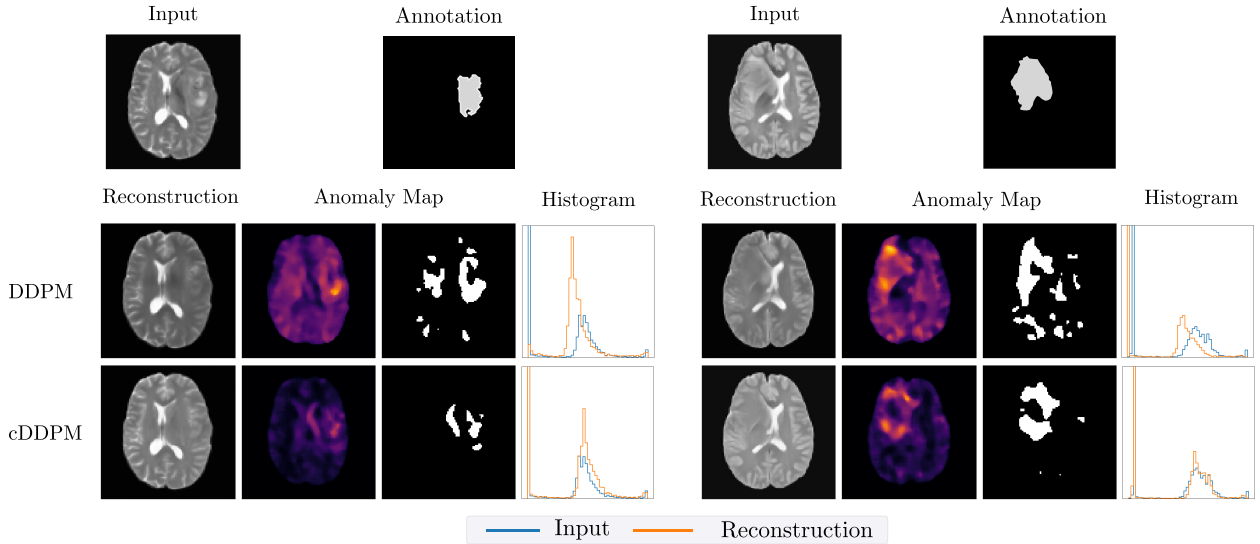 Input Annotation Input Annotation
Reconstruction Anomaly Map Histogram Reconstruction Anomaly Map Histogram
DDPM
cDDPM
Input Reconstruction